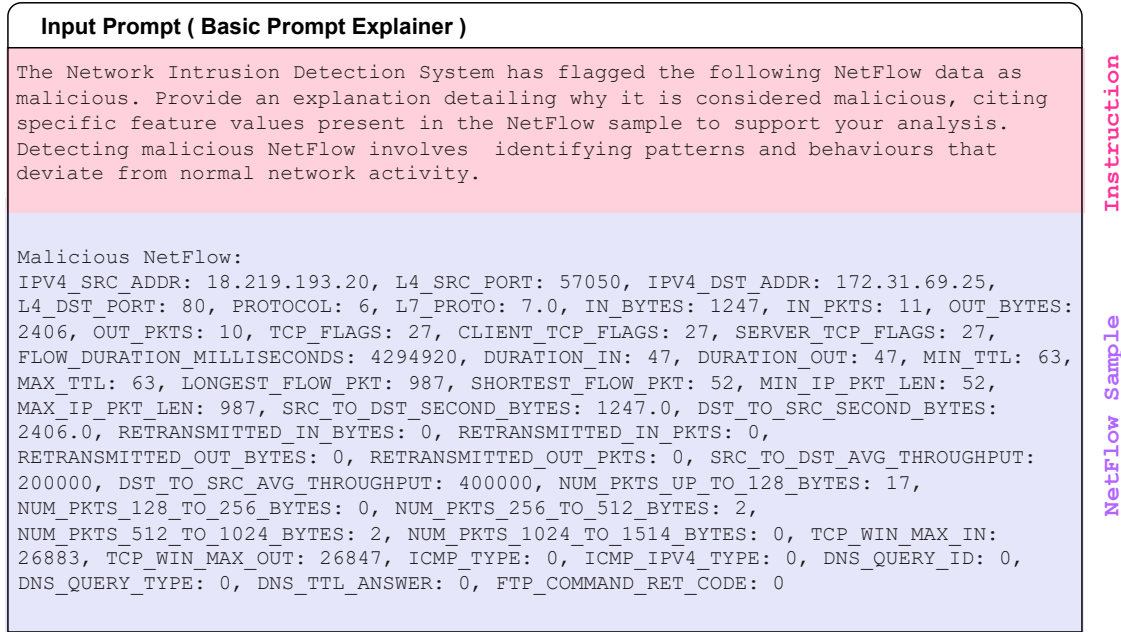 Input Prompt ( Basic Prompt Explainer )
The Network Intrusion Detection System has flagged the following NetFlow data as
malicious. Provide an explanation detailing why it is considered malicious, citing
specific feature values present in the NetFlow sample to support your analysis.
Detecting malicious NetFlow involves  identifying patterns and behaviours that
deviate from normal network activity.
Instruction
Malicious NetFlow:
IPV4_SRC_ADDR: 18.219.193.20, L4_SRC_PORT: 57050, IPV4_DST_ADDR: 172.31.69.25,
L4_DST_PORT: 80, PROTOCOL: 6, L7_PROTO: 7.0, IN_BYTES: 1247, IN_PKTS: 11, OUT_BYTES:
2406, OUT_PKTS: 10, TCP_FLAGS: 27, CLIENT_TCP_FLAGS: 27, SERVER_TCP_FLAGS: 27,
FLOW_DURATION_MILLISECONDS: 4294920, DURATION_IN: 47, DURATION_OUT: 47, MIN_TTL: 63,
MAX_TTL: 63, LONGEST_FLOW_PKT: 987, SHORTEST_FLOW_PKT: 52, MIN_IP_PKT_LEN: 52,
MAX_IP_PKT_LEN: 987, SRC_TO_DST_SECOND_BYTES: 1247.0, DST_TO_SRC_SECOND_BYTES:
2406.0, RETRANSMITTED_IN_BYTES: 0, RETRANSMITTED_IN_PKTS: 0,
RETRANSMITTED_OUT_BYTES: 0, RETRANSMITTED_OUT_PKTS: 0, SRC_TO_DST_AVG_THROUGHPUT:
200000, DST_TO_SRC_AVG_THROUGHPUT: 400000, NUM_PKTS_UP_TO_128_BYTES: 17,
NUM_PKTS_128_TO_256_BYTES: 0, NUM_PKTS_256_TO_512_BYTES: 2,
NUM_PKTS_512_TO_1024_BYTES: 2, NUM_PKTS_1024_TO_1514_BYTES: 0, TCP_WIN_MAX_IN:
26883, TCP_WIN_MAX_OUT: 26847, ICMP_TYPE: 0, ICMP_IPV4_TYPE: 0, DNS_QUERY_ID: 0,
DNS_QUERY_TYPE: 0, DNS_TTL_ANSWER: 0, FTP_COMMAND_RET_CODE: 0
NetFlow Sample